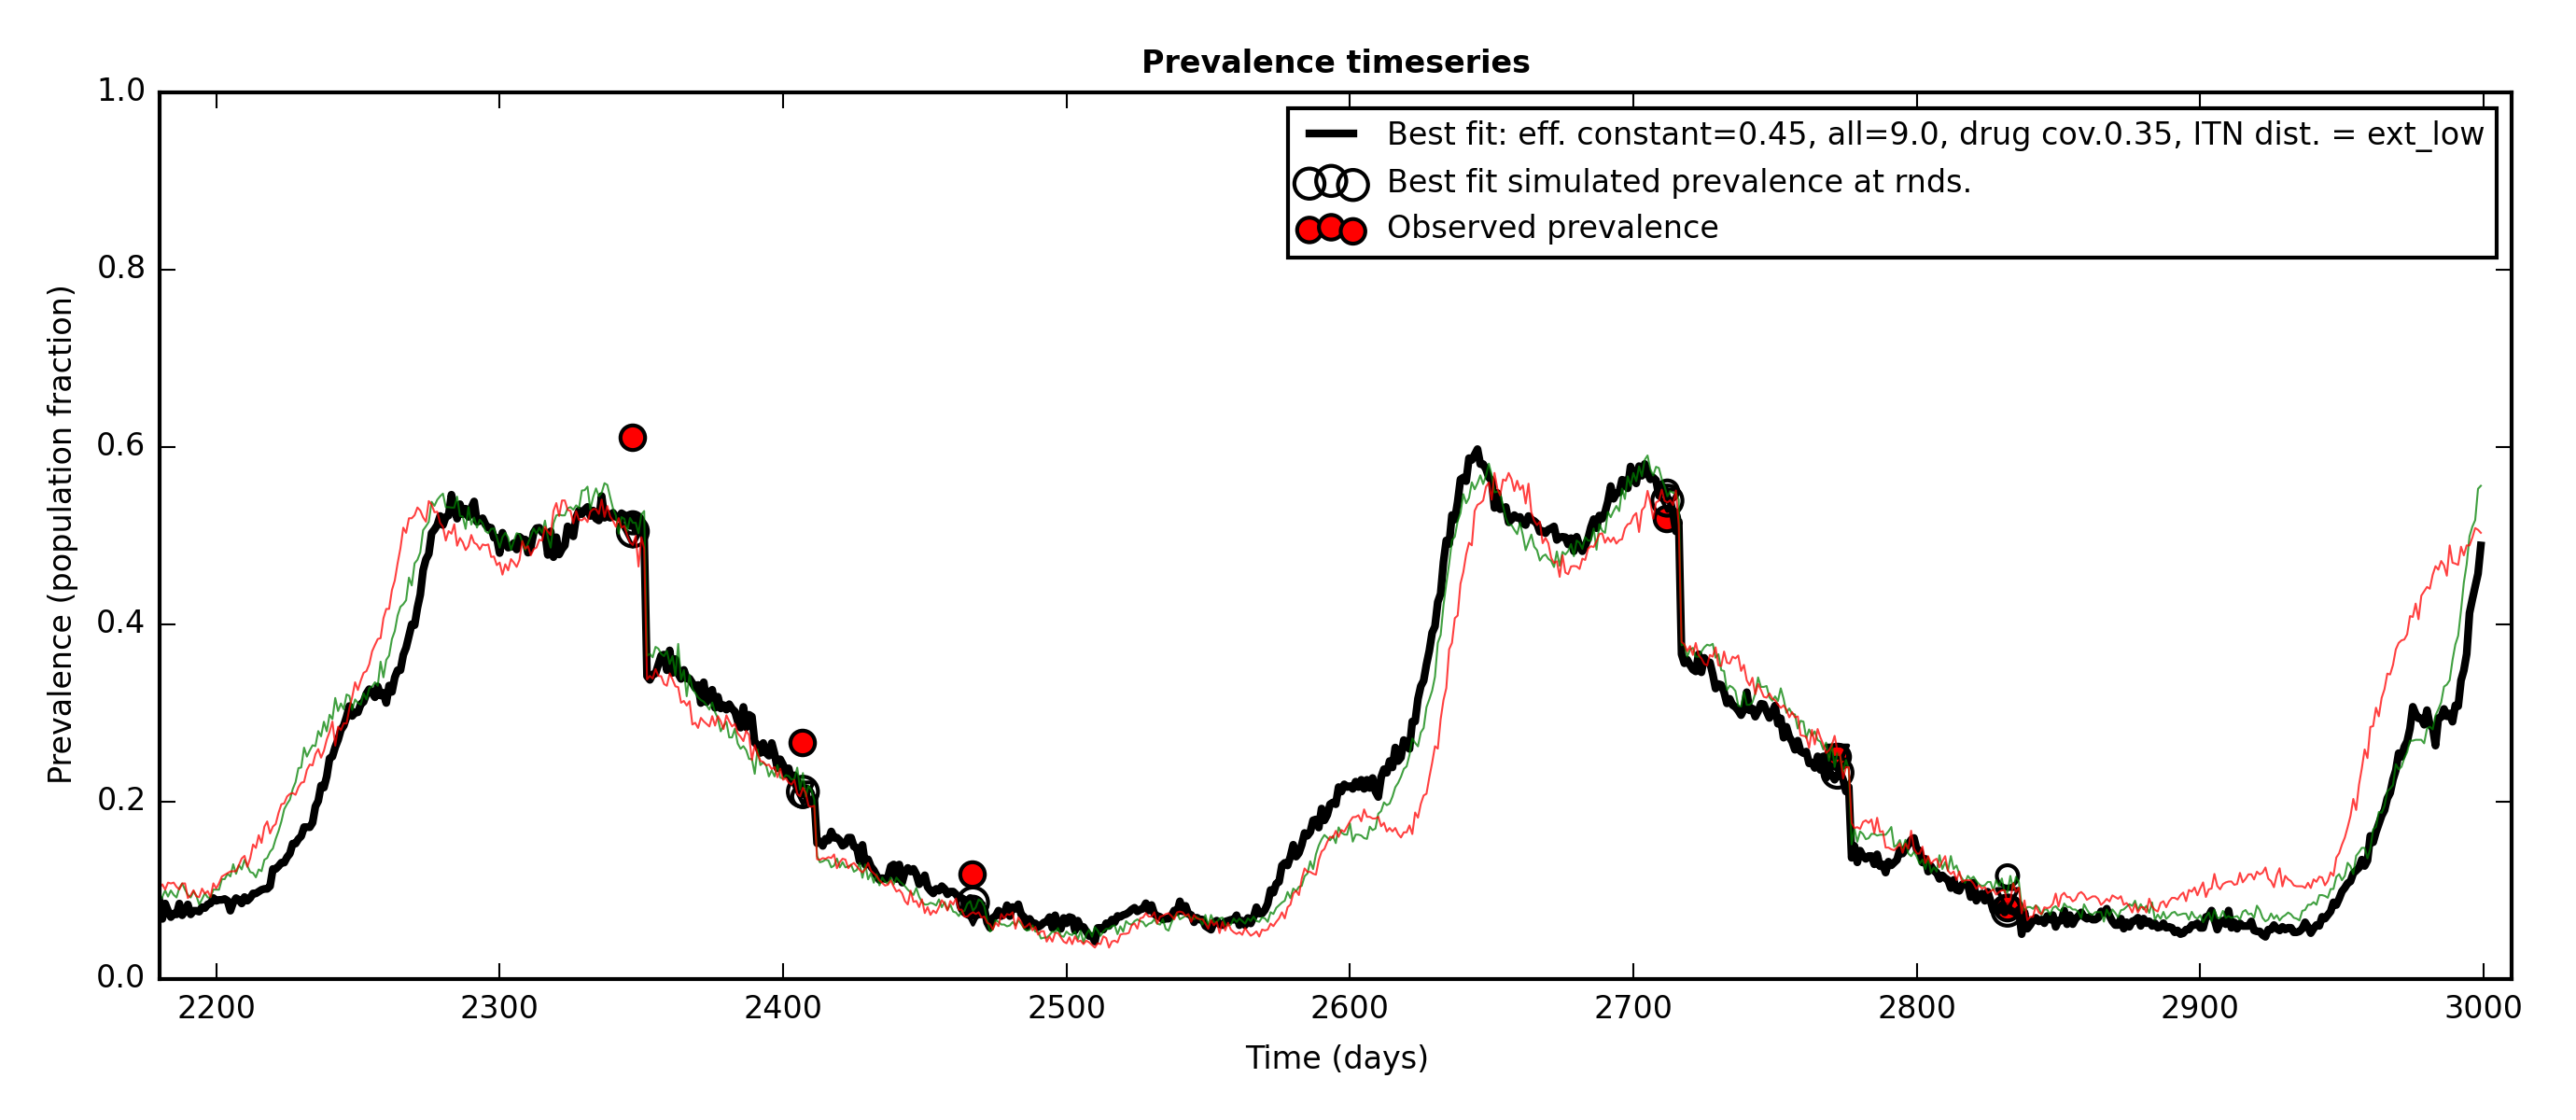 Prevalence timeseries
1.0
0.8
0.6
0.4
0.2
0.0
Prevalence (population fraction)
Best fit: eff. constant=0.45, all=9.0, drug cov.0.35, ITN dist. = ext_low
Best fit simulated prevalence at rnds.
Observed prevalence
2200 2300 2400 2500 2600 2700 2800 2900 3000
Time (days)